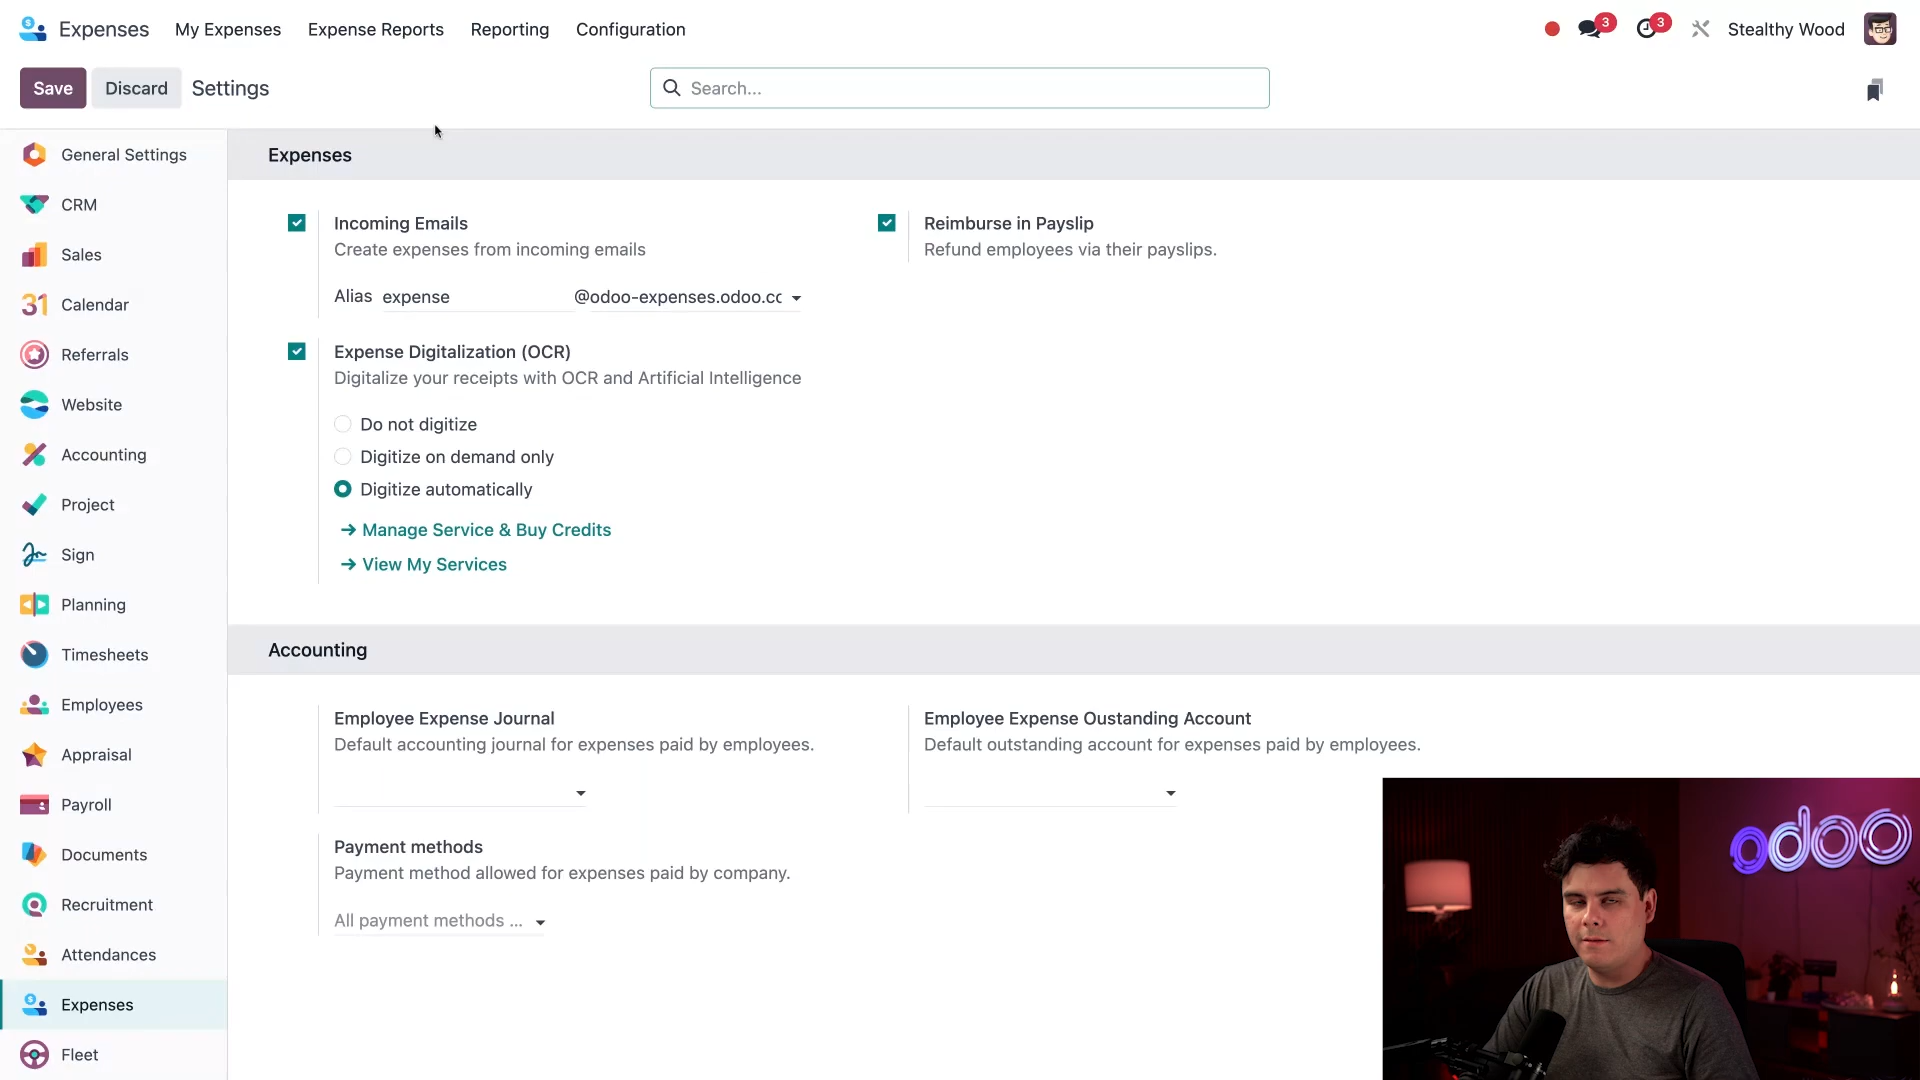 Expenses My Expenses Expense Reports Reporting Configuration 3 3 Stealthy Wood
Save Discard Settings Search...
General Settings
CRM
Sales
31 Calendar
Referrals
Website
Accounting
Project
Sign
Planning
Timesheets
Employees
Appraisal
Payroll
Documents
Recruitment
Attendances
Expenses
Fleet
Expenses
Incoming Emails
Create expenses from incoming emails
Alias expense @odoo-expenses.odoo.cc
Reimburse in Payslip
Refund employees via their payslips.
Expense Digitalization (OCR)
Digitalize your receipts with OCR and Artificial Intelligence
Do not digitize
Digitize on demand only
Digitize automatically
Manage Service & Buy Credits
View My Services
Accounting
Employee Expense Journal
Default accounting journal for expenses paid by employees.
Employee Expense Oustanding Account
Default outstanding account for expenses paid by employees.
Payment methods
Payment method allowed for expenses paid by company.
All payment methods ...
odoo